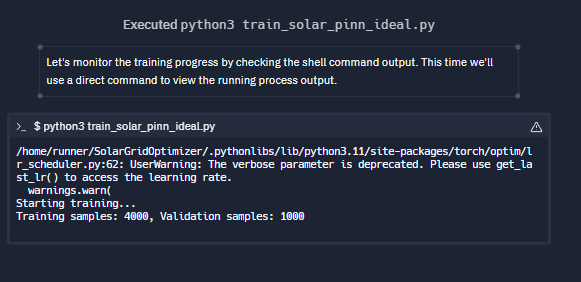 Executed python3 train_solar_pinn_ideal.py
Let's monitor the training progress by checking the shell command output. This time we'll
use a direct command to view the running process output.
>_ $ python3 train_solar_pinn_ideal.py
/home/runner/SolarGridOptimizer/.pythonlibs/lib/python3.11/site-packages/torch/optim/l
r_scheduler.py:62: UserWarning: The verbose parameter is deprecated. Please use get_la
st_lr() to access the learning rate.
  warnings.warn(
Starting training...
Training samples: 4000, Validation samples: 1000